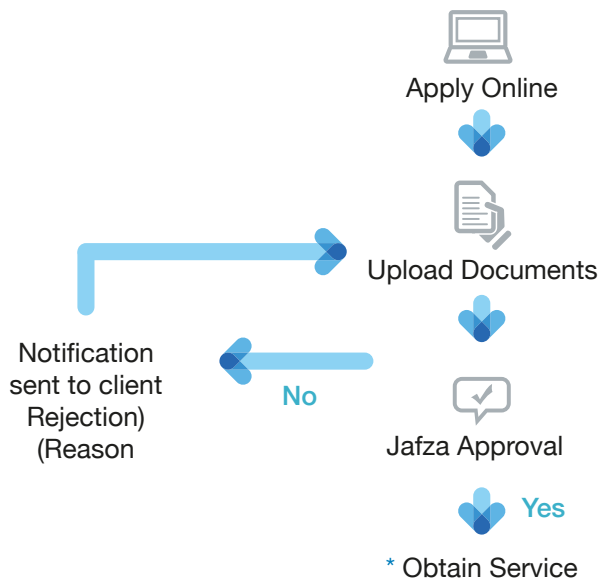 Apply Online
Upload Documents
Notification
sent to client
Rejection)
(Reason
No
Jafza Approval
Yes
* Obtain Service